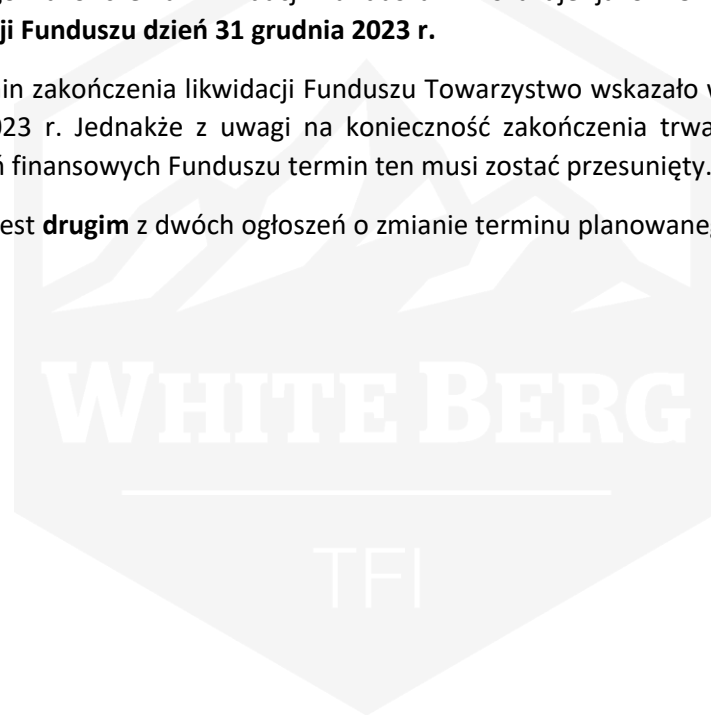 ji Funduszu dzień 31 grudnia 2023 r.
in zakończenia likwidacji Funduszu Towarzystwo wskazało w
023 r. Jednakże z uwagi na konieczność zakończenia trwa
ń finansowych Funduszu termin ten musi zostać przesunięty.
est drugim z dwóch ogłoszeń o zmianie terminu planowaneg
WHITE BERG
TFI